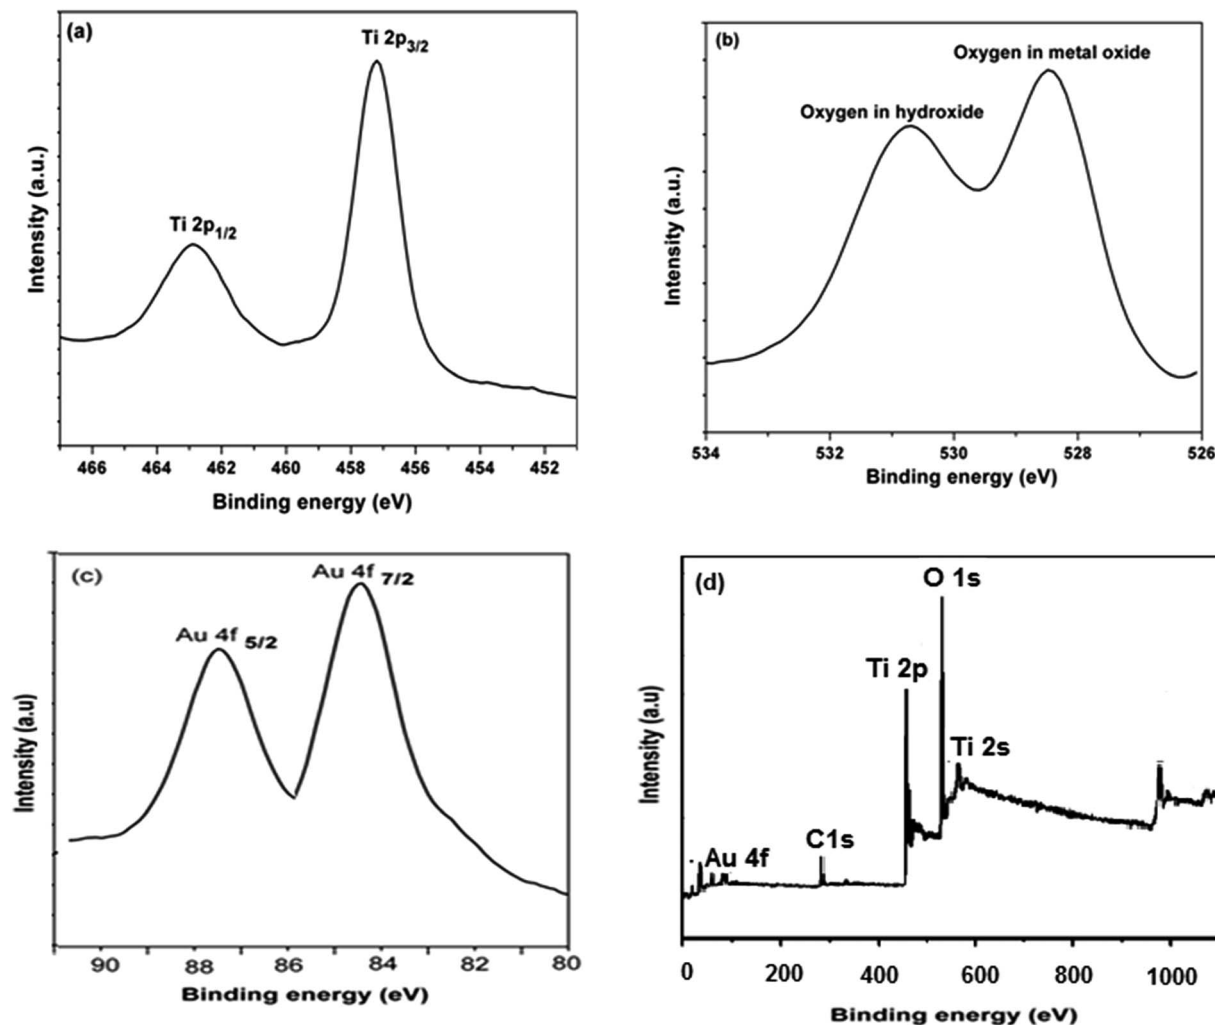 (a)
Ti 2p3/2
Ti 2p1/2
Intensity (a.u.)
466 464 462 460 458 456 454 452
Binding energy (eV)
(b)
Oxygen in metal oxide
Oxygen in hydroxide
Intensity (a.u.)
534 532 530 528 526
Binding energy (eV)
(c)
Au 4f 7/2
Au 4f 5/2
Intensity (a.u)
90 88 86 84 82 80
Binding energy (eV)
(d)
O 1s
Ti 2p
Ti 2s
C1s
Au 4f
Intensity (a.u)
0 200 400 600 800 1000
Binding energy (eV)